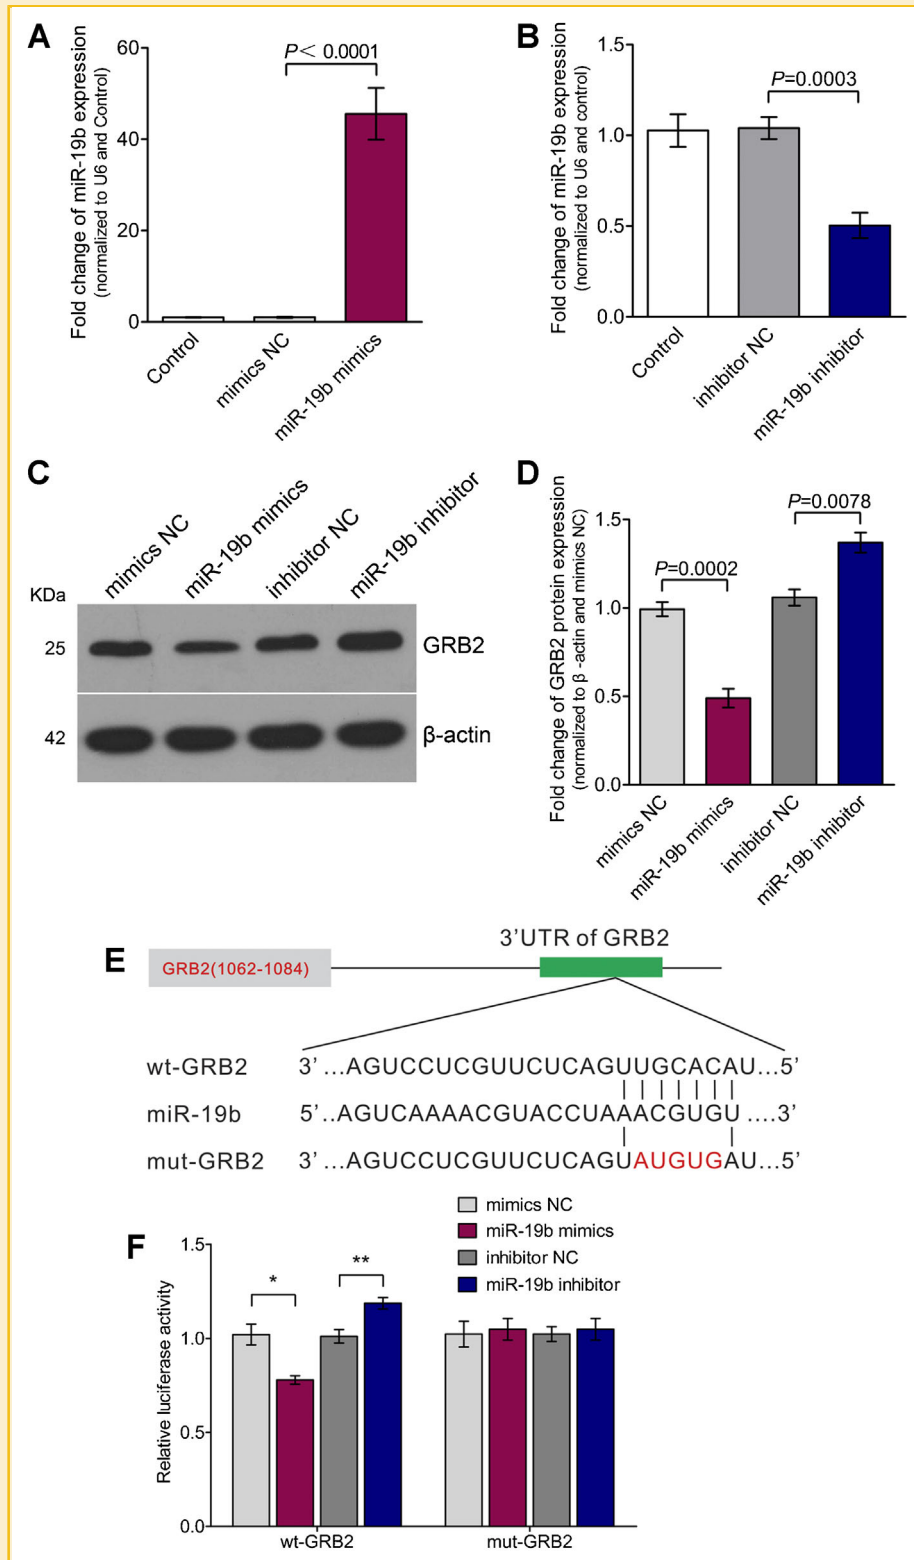 A
Fold change of miR-19b expression
(normalized to U6 and Control)
60
40
20
0
P< 0.0001
Control
mimics NC
miR-19b mimics
B
Fold change of miR-19b expression
(normalized to U6 and control)
1.5
1.0
0.5
0.0
P=0.0003
Control
inhibitor NC
miR-19b inhibitor
C
mimics NC
miR-19b mimics
inhibitor NC
miR-19b inhibitor
KDa
25
GRB2
42
β-actin
D
Fold change of GRB2 protein expression
(normalized to β -actin and mimics NC)
1.5
1.0
0.5
0.0
P=0.0002
P=0.0078
mimics NC
miR-19b mimics
inhibitor NC
miR-19b inhibitor
E
GRB2(1062-1084)
3'UTR of GRB2
wt-GRB2 3' ...AGUCCUCGUUCUCAGUUGCACAU...5'
miR-19b 5'..AGUCAAAACGUACCUAAACGUGU ....3'
mut-GRB2 3' ...AGUCCUCGUUCUCAGUAUGUGAU...5'
F
mimics NC
miR-19b mimics
inhibitor NC
miR-19b inhibitor
Relative luciferase activity
1.5
1.0
0.5
0.0
*
**
wt-GRB2
mut-GRB2